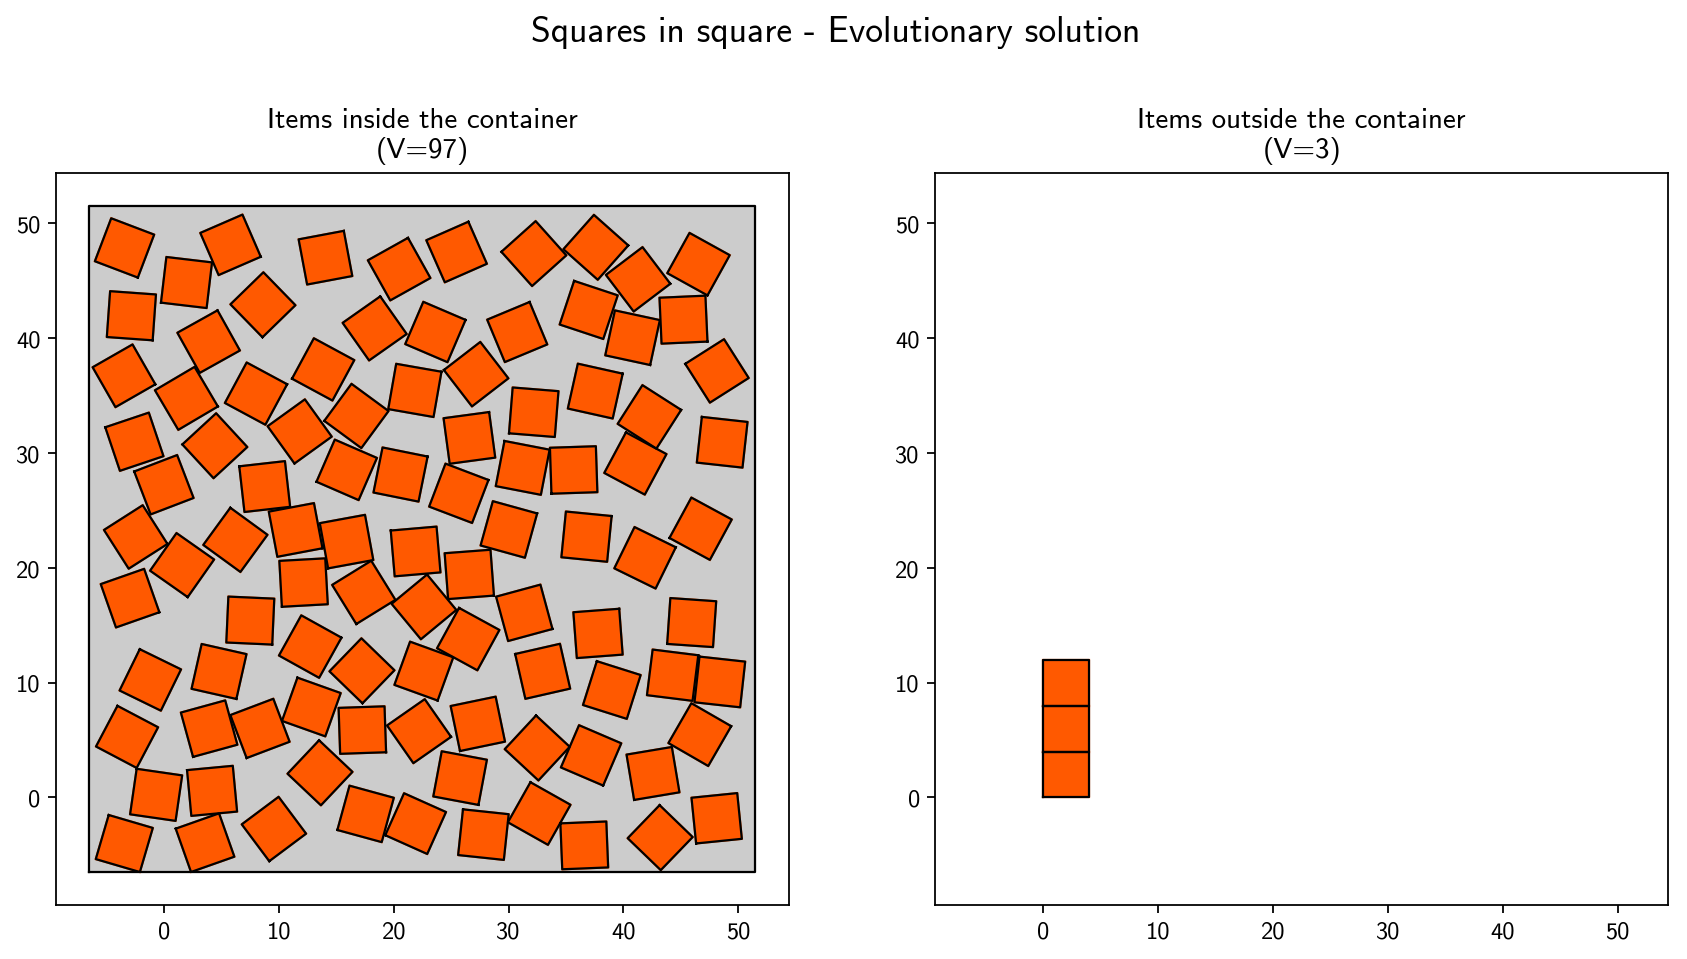 Squares in square - Evolutionary solution
Items inside the container
(V=97)
Items outside the container
(V=3)
50
40
30
20
10
0
0 10 20 30 40 50
50
40
30
20
10
0
0 10 20 30 40 50